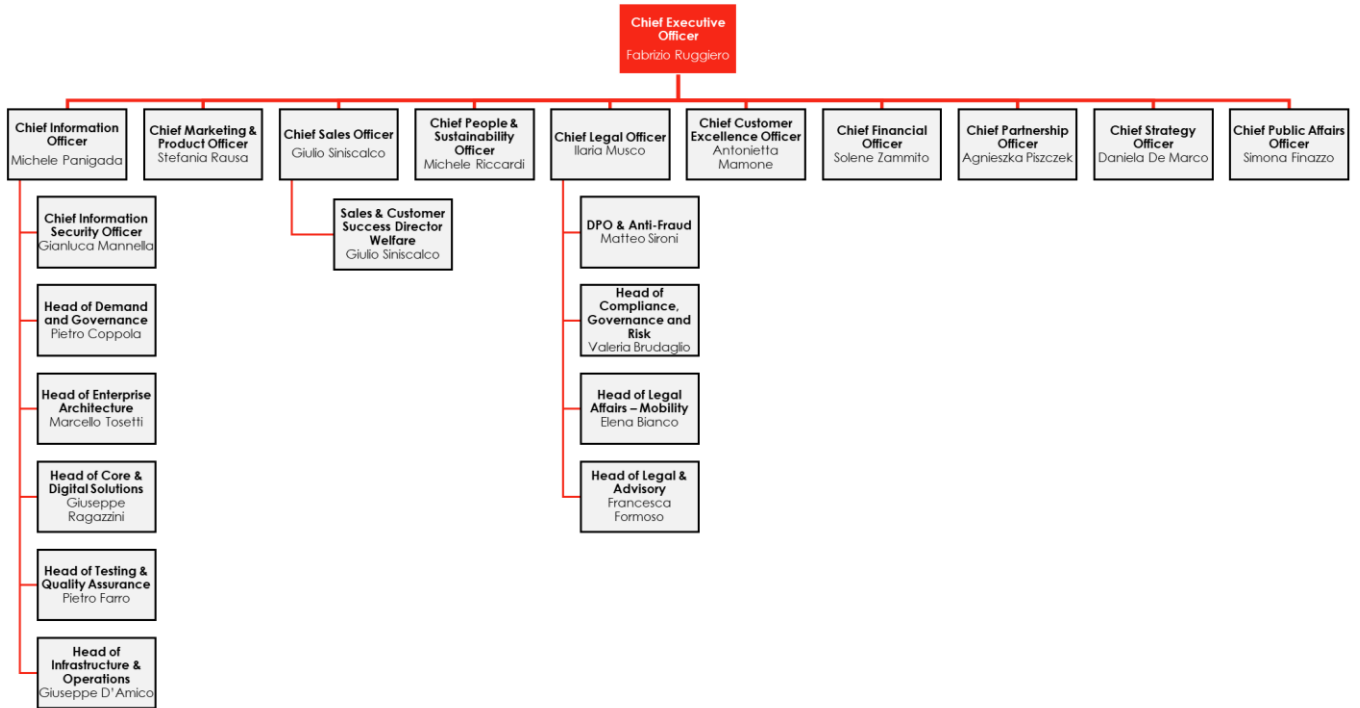 Chief Executive
Officer
Fabrizio Ruggiero
Chief Information
Officer
Michele Panigada
Chief Marketing &
Product Officer
Stefania Rausa
Chief Sales Officer
Giulio Siniscalco
Chief People &
Sustainability
Officer
Michele Riccardi
Chief Legal Officer
Ilaria Musco
Chief Customer
Excellence Officer
Antonietta
Mamone
Chief Financial
Officer
Solene Zammito
Chief Partnership
Officer
Agnieszka Piszczek
Chief Strategy
Officer
Daniela De Marco
Chief Public Affairs
Officer
Simona Finazzo
Chief Information
Security Officer
Gianluca Mannella
Head of Demand
and Governance
Pietro Coppola
Head of Enterprise
Architecture
Marcello Tosetti
Head of Core &
Digital Solutions
Giuseppe
Ragazzini
Head of Testing &
Quality Assurance
Pietro Farro
Head of
Infrastructure &
Operations
Giuseppe D'Amico
Sales & Customer
Success Director
Welfare
Giulio Siniscalco
DPO & Anti-Fraud
Matteo Sironi
Head of
Compliance,
Governance and
Risk
Valeria Brudaglio
Head of Legal
Affairs – Mobility
Elena Bianco
Head of Legal &
Advisory
Francesca
Formoso